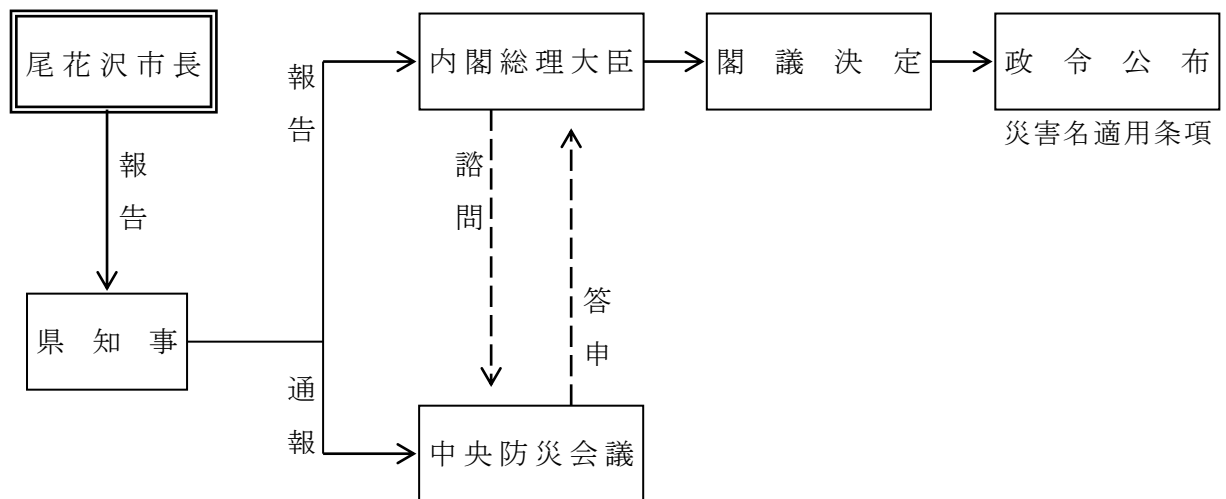 尾花沢市長
報告
県知事
報告
通報
内閣総理大臣
諮問
答申
中央防災会議
閣議決定
政令公布
災害名適用条項